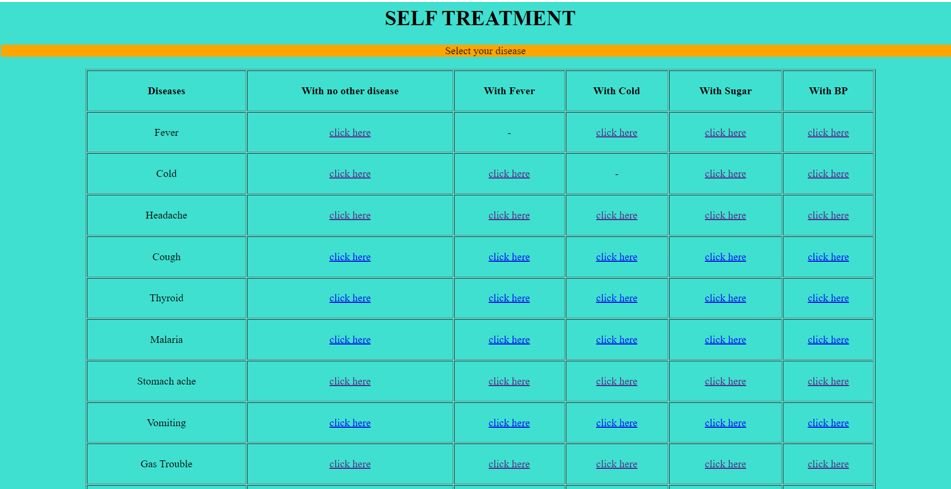 SELF TREATMENT
Select your disease
Diseases With no other disease With Fever With Cold With Sugar With BP
Fever click here - click here click here click here
Cold click here click here - click here click here
Headache click here click here click here click here click here
Cough click here click here click here click here click here
Thyroid click here click here click here click here click here
Malaria click here click here click here click here click here
Stomach ache click here click here click here click here click here
Vomiting click here click here click here click here click here
Gas Trouble click here click here click here click here click here